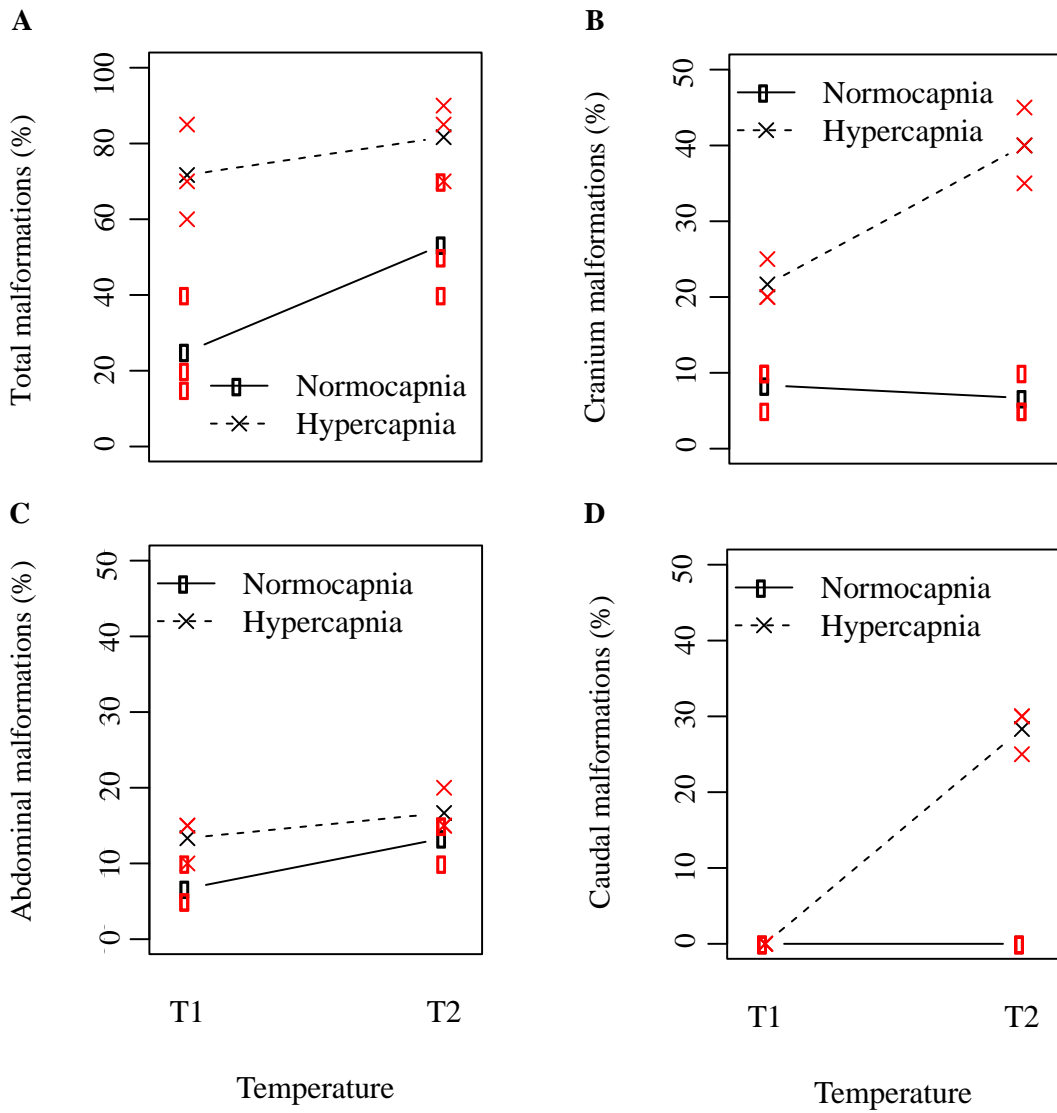 A
Total malformations (%)
100
80
60
40
20
0
Normocapnia
Hypercapnia
B
Cranium malformations (%)
50
40
30
20
10
0
Normocapnia
Hypercapnia
C
Abdominal malformations (%)
50
40
30
20
10
0
Normocapnia
Hypercapnia
T1
T2
Temperature
D
Caudal malformations (%)
50
40
30
20
10
0
Normocapnia
Hypercapnia
T1
T2
Temperature